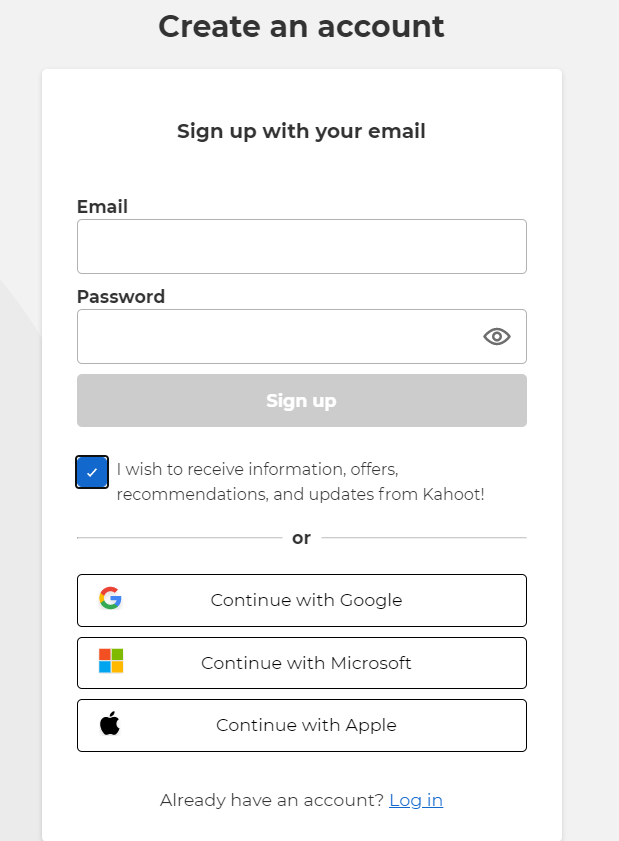 Create an account
Sign up with your email
Email
Password
Sign up
I wish to receive information, offers,
recommendations, and updates from Kahoot!
or
Continue with Google
Continue with Microsoft
Continue with Apple
Already have an account? Log in